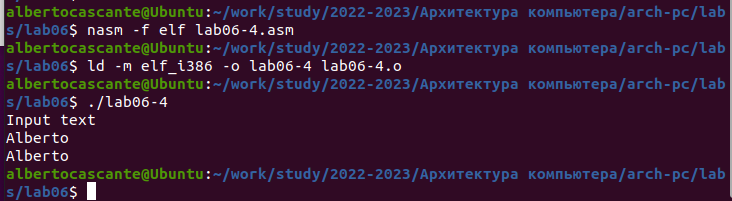 albertocascante@Ubuntu:~/work/study/2022-2023/Архитектура компьютера/arch-pc/lab
s/lab06$ nasm -f elf lab06-4.asm
albertocascante@Ubuntu:~/work/study/2022-2023/Архитектура компьютера/arch-pc/lab
s/lab06$ ld -m elf_i386 -o lab06-4 lab06-4.o
albertocascante@Ubuntu:~/work/study/2022-2023/Архитектура компьютера/arch-pc/lab
s/lab06$ ./lab06-4
Input text
Alberto
Alberto
albertocascante@Ubuntu:~/work/study/2022-2023/Архитектура компьютера/arch-pc/lab
s/lab06$